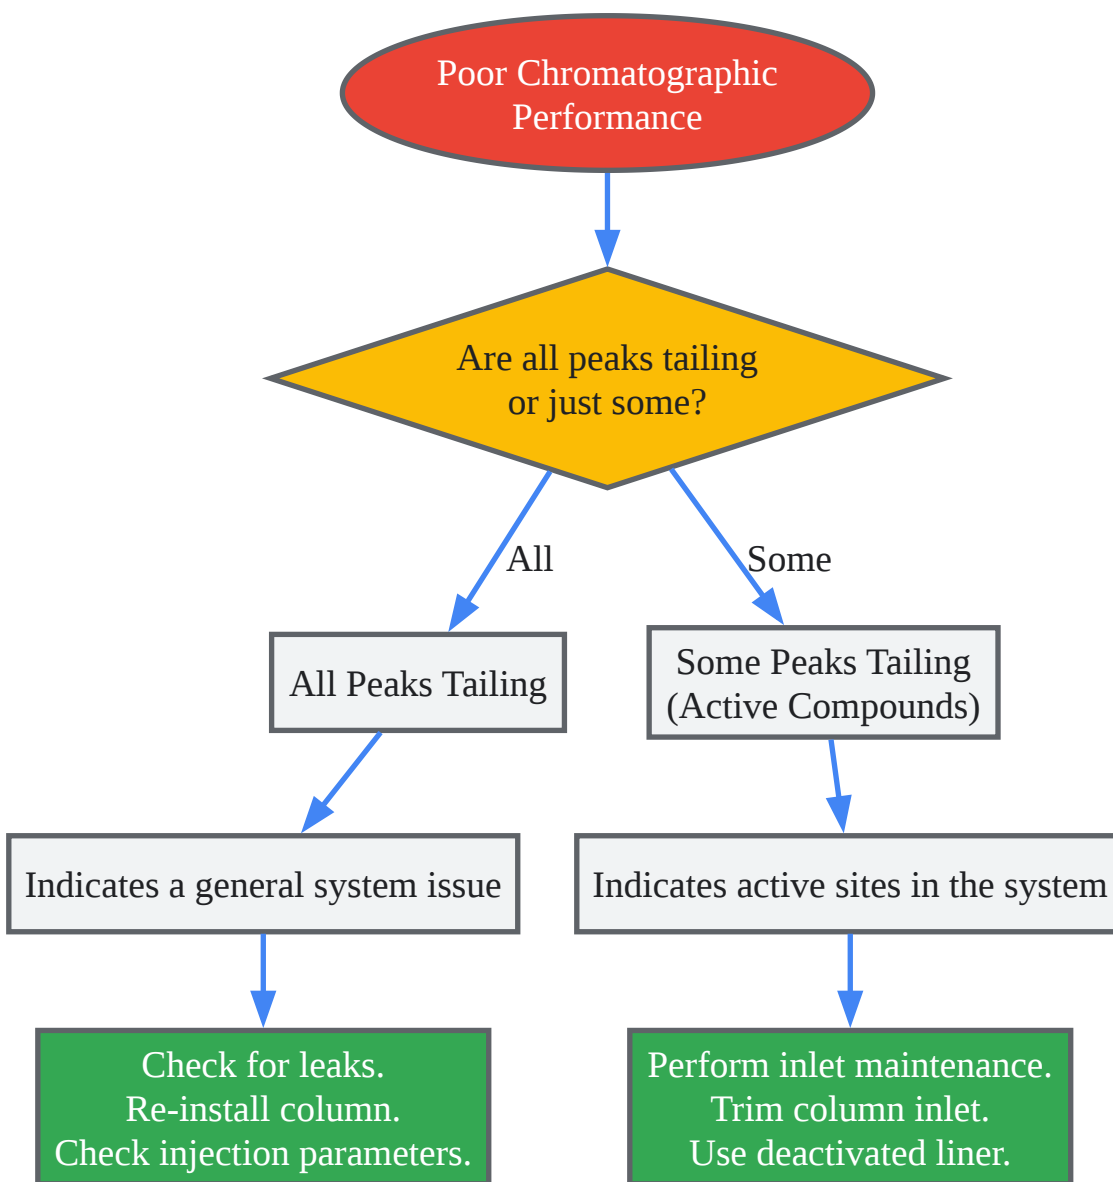 Poor Chromatographic
Performance
Are all peaks tailing
or just some?
All
Some
All Peaks Tailing
Some Peaks Tailing
(Active Compounds)
Indicates a general system issue
Indicates active sites in the system
Check for leaks.
Re-install column.
Check injection parameters.
Perform inlet maintenance.
Trim column inlet.
Use deactivated liner.